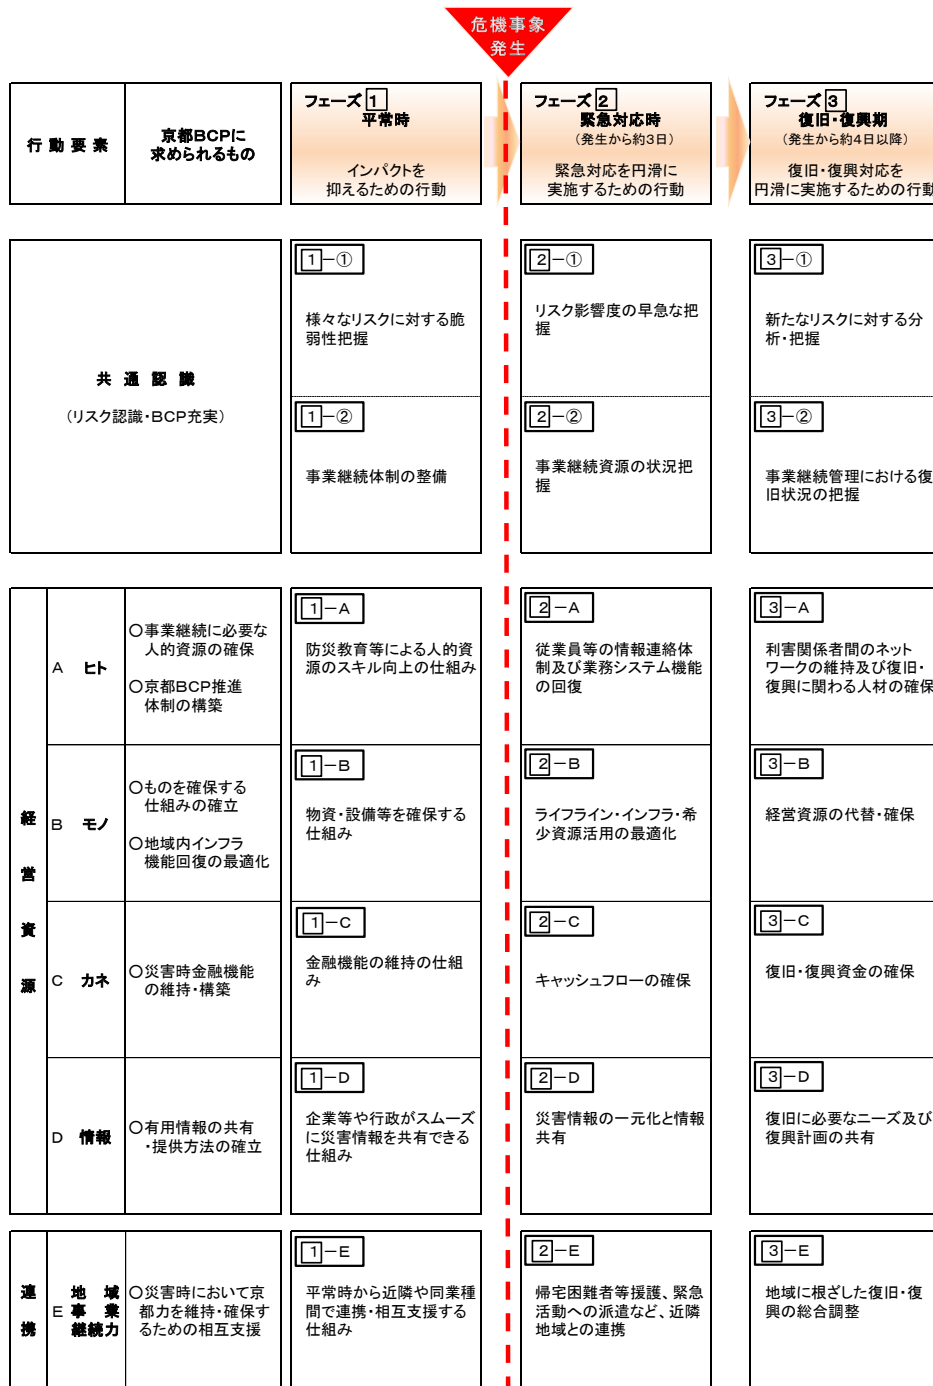 危機事象
発生
行動要素
京都BCPに
求められるもの
フェーズ1
平常時
インパクトを
抑えるための行動
フェーズ2
緊急対応時
（発生から約3日）
緊急対応を円滑に
実施するための行動
フェーズ3
復旧・復興期
（発生から約4日以降）
復旧・復興対応を
円滑に実施するための行動
共通認識
（リスク認識・BCP充実）
1－①
様々なリスクに対する脆
弱性把握
2－①
リスク影響度の早急な把
握
3－①
新たなリスクに対する分
析・把握
1－②
事業継続体制の整備
2－②
事業継続資源の状況把
握
3－②
事業継続管理における復
旧状況の把握
経営資源
A ヒト
○事業継続に必要な
人的資源の確保
○京都BCP推進
体制の構築
1－A
防災教育等による人的資
源のスキル向上の仕組み
2－A
従業員等の情報連絡体
制及び業務システム機能
の回復
3－A
利害関係者間のネット
ワークの維持及び復旧・
復興に関わる人材の確保
B モノ
○ものを確保する
仕組みの確立
○地域内インフラ
機能回復の最適化
1－B
物資・設備等を確保する
仕組み
2－B
ライフライン・インフラ・希
少資源活用の最適化
3－B
経営資源の代替・確保
C カネ
○災害時金融機能
の維持・構築
1－C
金融機能の維持の仕組
み
2－C
キャッシュフローの確保
3－C
復旧・復興資金の確保
D 情報
○有用情報の共有
・提供方法の確立
1－D
企業等や行政がスムーズ
に災害情報を共有できる
仕組み
2－D
災害情報の一元化と情報
共有
3－D
復旧に必要なニーズ及び
復興計画の共有
連携
E 地域
事業
継続力
○災害時において京
都力を維持・確保す
るための相互支援
1－E
平常時から近隣や同業種
間で連携・相互支援する
仕組み
2－E
帰宅困難者等援護、緊急
活動への派遣など、近隣
地域との連携
3－E
地域に根ざした復旧・復
興の総合調整